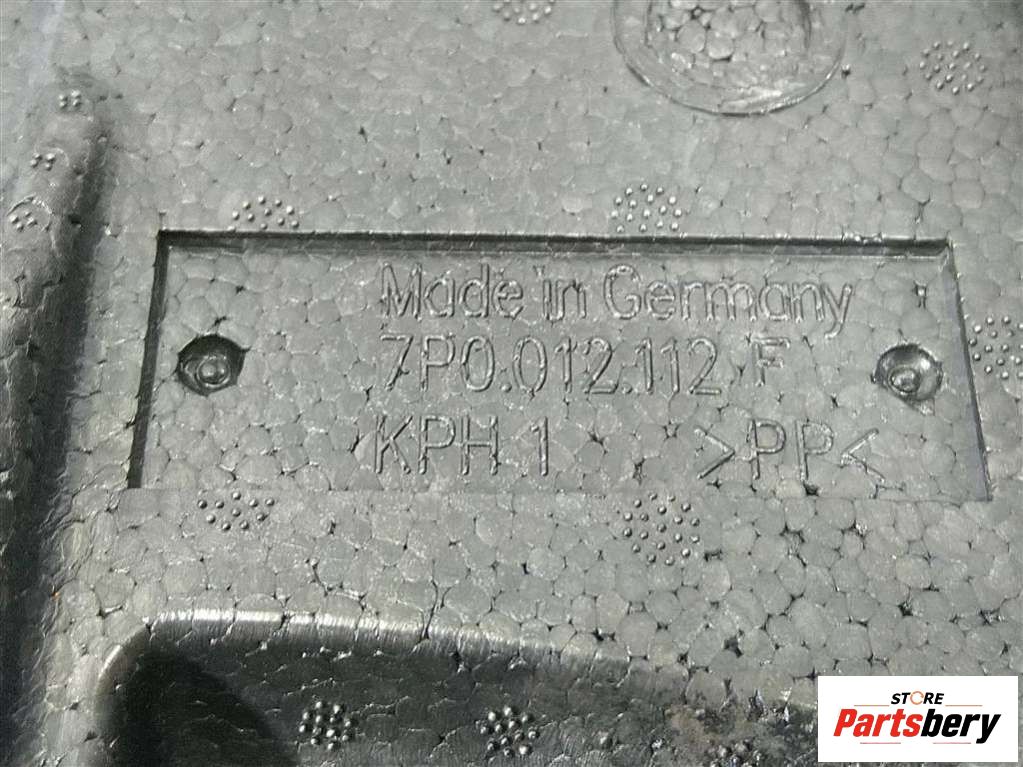 Made in Germany
7P0.012.112 F
KPH 1 >PP<
STORE
Partsbery